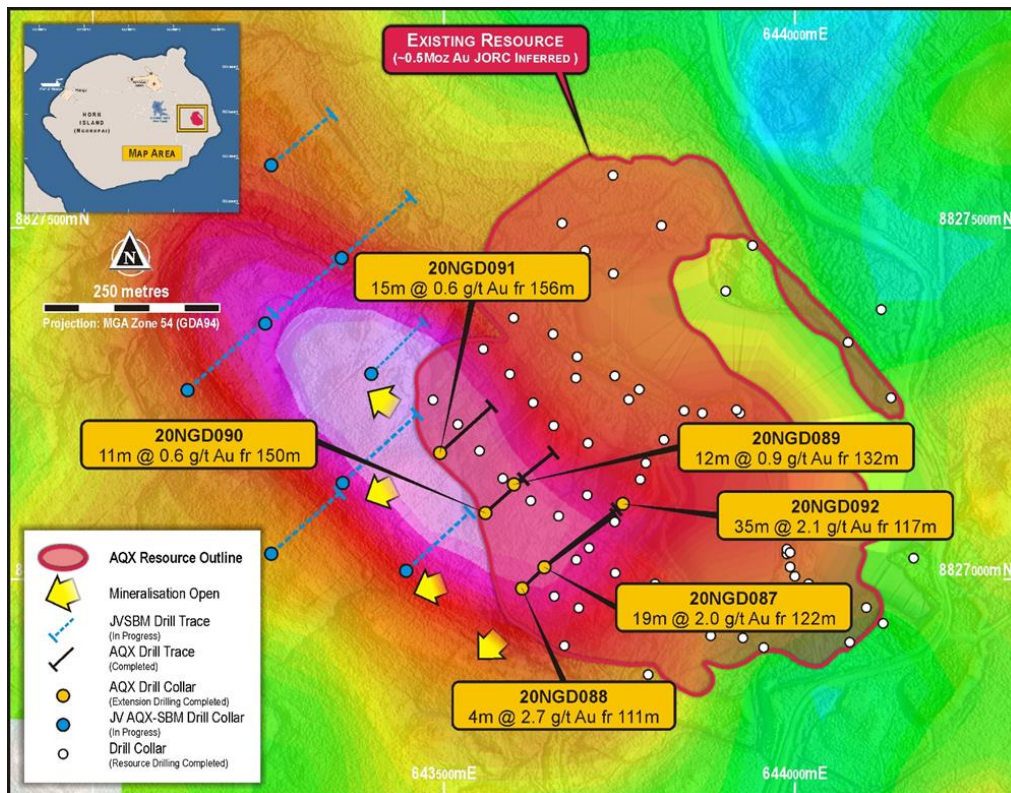 EXISTING RESOURCE
(~0.5MOZ AU JORC INFERRED )
644000mE
HORN
ISLAND
MAP AREA
8827500mN
8827500mN
N
250 metres
Projection: MGA Zone 54 (GDA94)
20NGD091
15m @ 0.6 g/t Au fr 156m
20NGD090
11m @ 0.6 g/t Au fr 150m
20NGD089
12m @ 0.9 g/t Au fr 132m
20NGD092
35m @ 2.1 g/t Au fr 117m
8827000mN
20NGD087
19m @ 2.0 g/t Au fr 122m
20NGD088
4m @ 2.7 g/t Au fr 111m
AQX Resource Outline
Mineralisation Open
JVSBM Drill Trace
(In Progress)
AQX Drill Trace
(Completed)
AQX Drill Collar
(Extension Drilling Completed)
JV AQX-SBM Drill Collar
(In Progress)
Drill Collar
(Resource Drilling Completed)
643500mE
644000mE